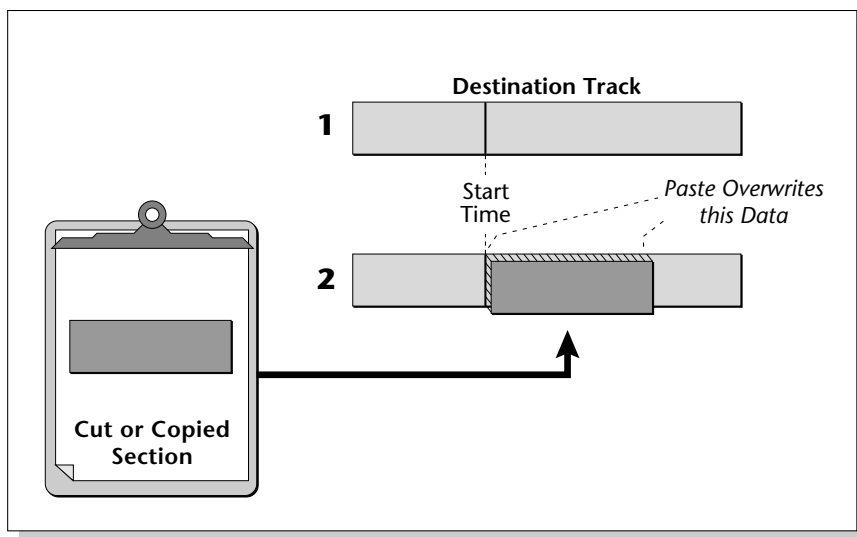 Destination Track
1
Start
Time
Paste Overwrites
this Data
2
Cut or Copied
Section